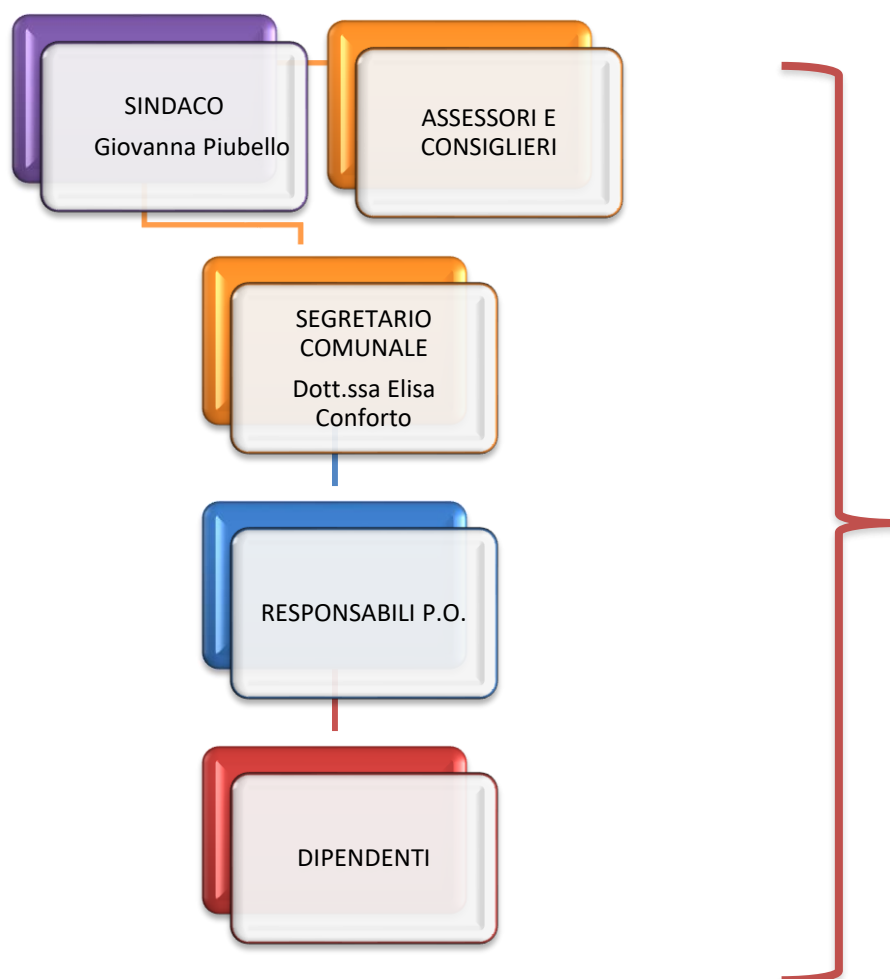 SINDACO
Giovanna Piubello
ASSESSORI E
CONSIGLIERI
SEGRETARIO
COMUNALE
Dott.ssa Elisa
Conforto
RESPONSABILI P.O.
DIPENDENTI